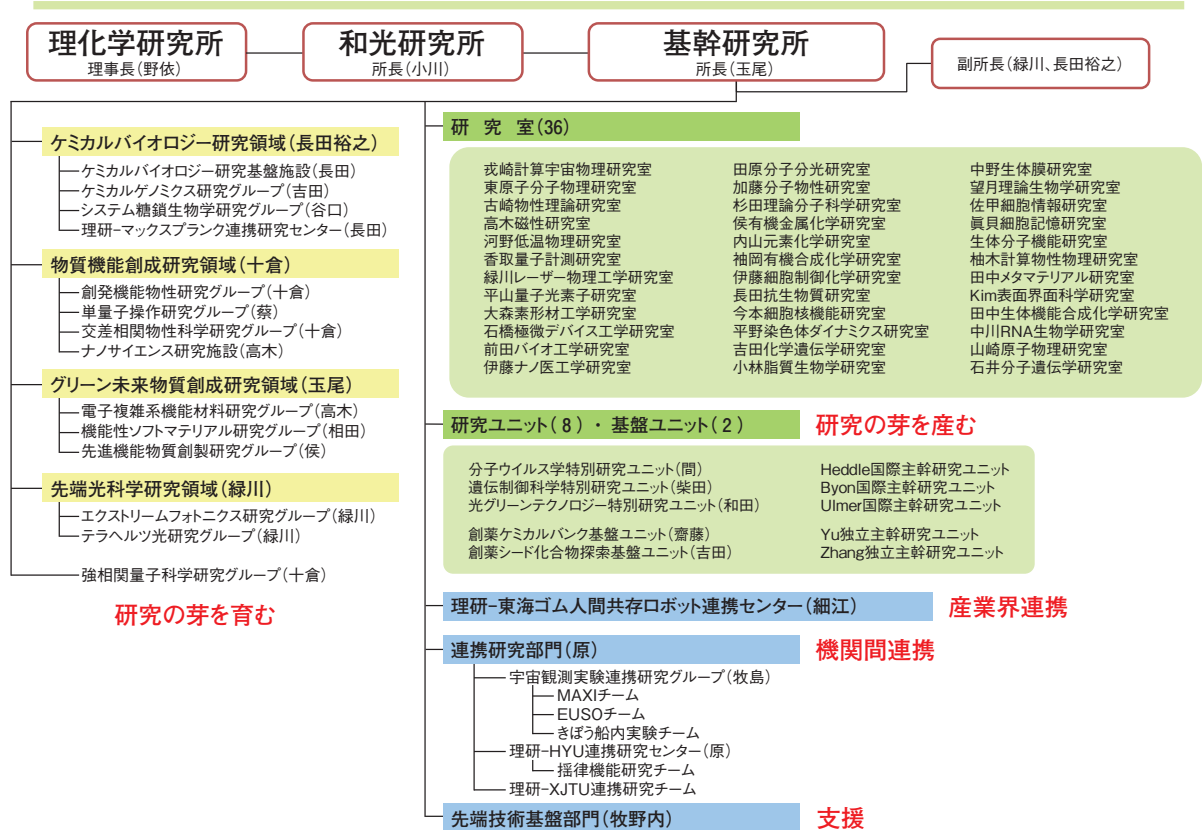 理化学研究所
理事長(野依)
和光研究所
所長(小川)
基幹研究所
所長(玉尾)
副所長(緑川、長田裕之)
ケミカルバイオロジー研究領域(長田裕之)
ケミカルバイオロジー研究基盤施設(長田)
ケミカルゲノミクス研究グループ(吉田)
システム糖鎖生物学研究グループ(谷口)
理研-マックスプランク連携研究センター(長田)
物質機能創成研究領域(十倉)
創発機能物性研究グループ(十倉)
単量子操作研究グループ(蔡)
交差相関物性科学研究グループ(十倉)
ナノサイエンス研究施設(高木)
グリーン未来物質創成研究領域(玉尾)
電子複雑系機能材料研究グループ(高木)
機能性ソフトマテリアル研究グループ(相田)
先進機能物質創製研究グループ(侯)
先端光科学研究領域(緑川)
エクストリームフォトニクス研究グループ(緑川)
テラヘルツ光研究グループ(緑川)
強相関量子科学研究グループ(十倉)
研究の芽を育む
研 究 室(36)
戎崎計算宇宙物理研究室
東原子分子物理研究室
古崎物性理論研究室
高木磁性研究室
河野低温物理研究室
香取量子計測研究室
緑川レーザー物理工学研究室
平山量子光素子研究室
大森素形材工学研究室
石橋極微デバイス工学研究室
前田バイオ工学研究室
伊藤ナノ医工学研究室
田原分子分光研究室
加藤分子物性研究室
杉田理論分子科学研究室
侯有機金属化学研究室
内山元素化学研究室
袖岡有機合成化学研究室
伊藤細胞制御化学研究室
長田抗生物質研究室
今本細胞核機能研究室
平野染色体ダイナミクス研究室
吉田化学遺伝学研究室
小林脂質生物学研究室
中野生体膜研究室
望月理論生物学研究室
佐甲細胞情報研究室
眞貝細胞記憶研究室
生体分子機能研究室
柚木計算物性物理研究室
田中メタマテリアル研究室
Kim表面界面科学研究室
田中生体機能合成化学研究室
中川RNA生物学研究室
山崎原子物理研究室
石井分子遺伝学研究室
研究ユニット(8)・基盤ユニット(2)
研究の芽を産む
分子ウイルス学特別研究ユニット(間)
遺伝制御科学特別研究ユニット(柴田)
光グリーンテクノロジー特別研究ユニット(和田)
創薬ケミカルバンク基盤ユニット(齋藤)
創薬シード化合物探索基盤ユニット(吉田)
Heddle国際主幹研究ユニット
Byon国際主幹研究ユニット
Ulmer国際主幹研究ユニット
Yu独立主幹研究ユニット
Zhang独立主幹研究ユニット
理研-東海ゴム人間共存ロボット連携センター(細江)
産業界連携
連携研究部門(原)
機関間連携
宇宙観測実験連携研究グループ(牧島)
MAXIチーム
EUSOチーム
きぼう船内実験チーム
理研-HYU連携研究センター(原)
揺律機能研究チーム
理研-XJTU連携研究チーム
先端技術基盤部門(牧野内)
支援